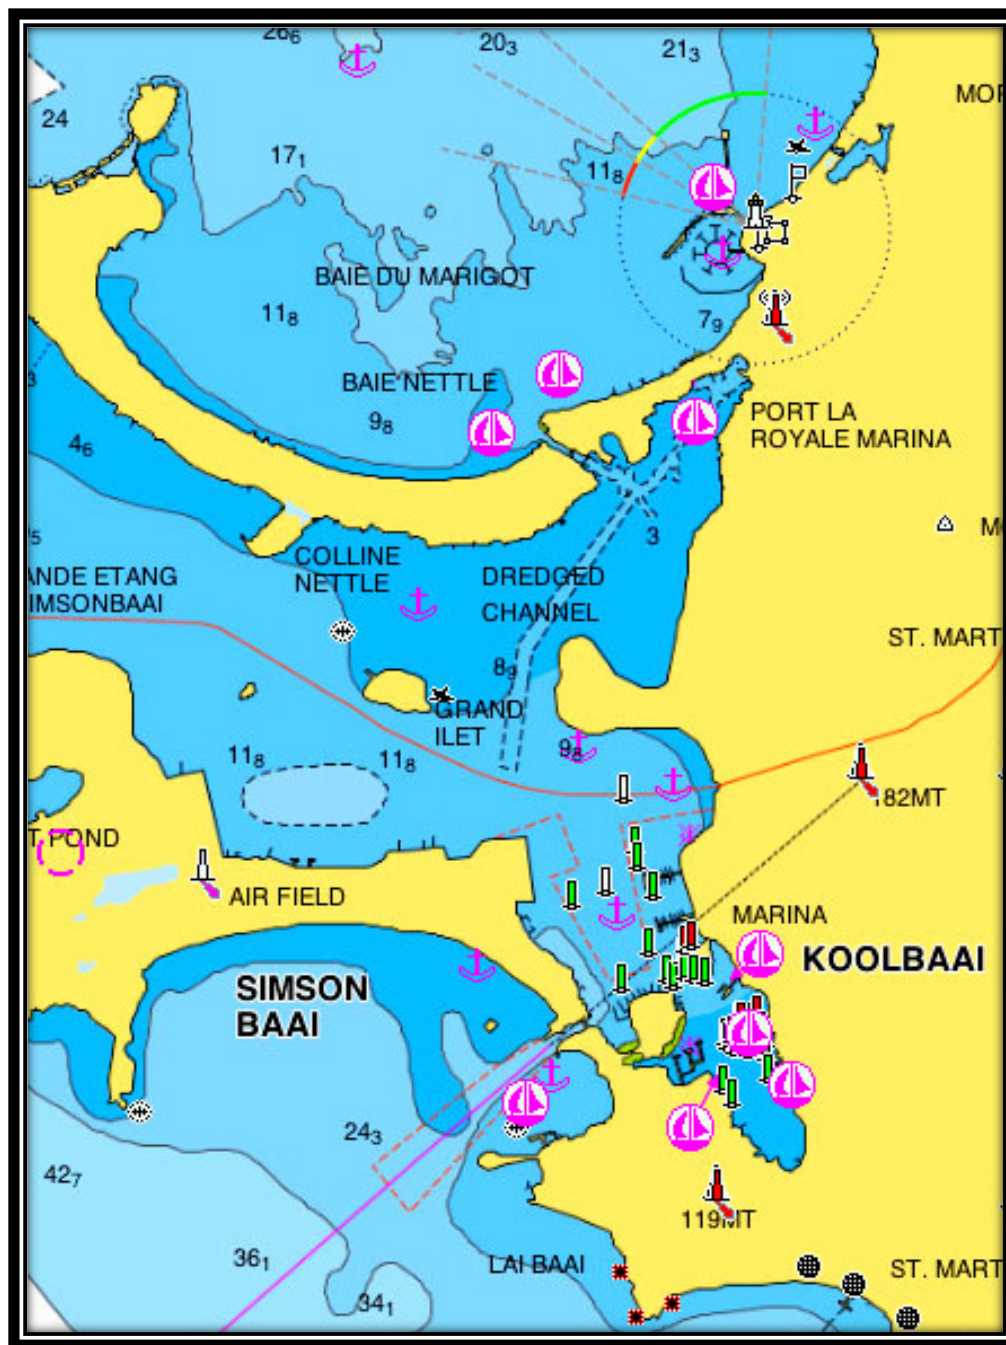 26₆
20₃
21₃
MOR
24
17₁
11₈
BAIE DU MARIGOT
11₈
7₉
BAIE NETTLE
9₈
PORT LA
ROYALE MARINA
4₆
3
COLLINE
NETTLE
DREDGED
CHANNEL
ANDE ETANG
IMSONBAAI
ST. MART
8₉
GRAND
ILET
9₈
11₈
11₈
182MT
T. POND
AIR FIELD
MARINA
KOOLBAAI
SIMSON
BAAI
24₃
42₇
119MT
36₁
LAI BAAI
ST. MART
34₁